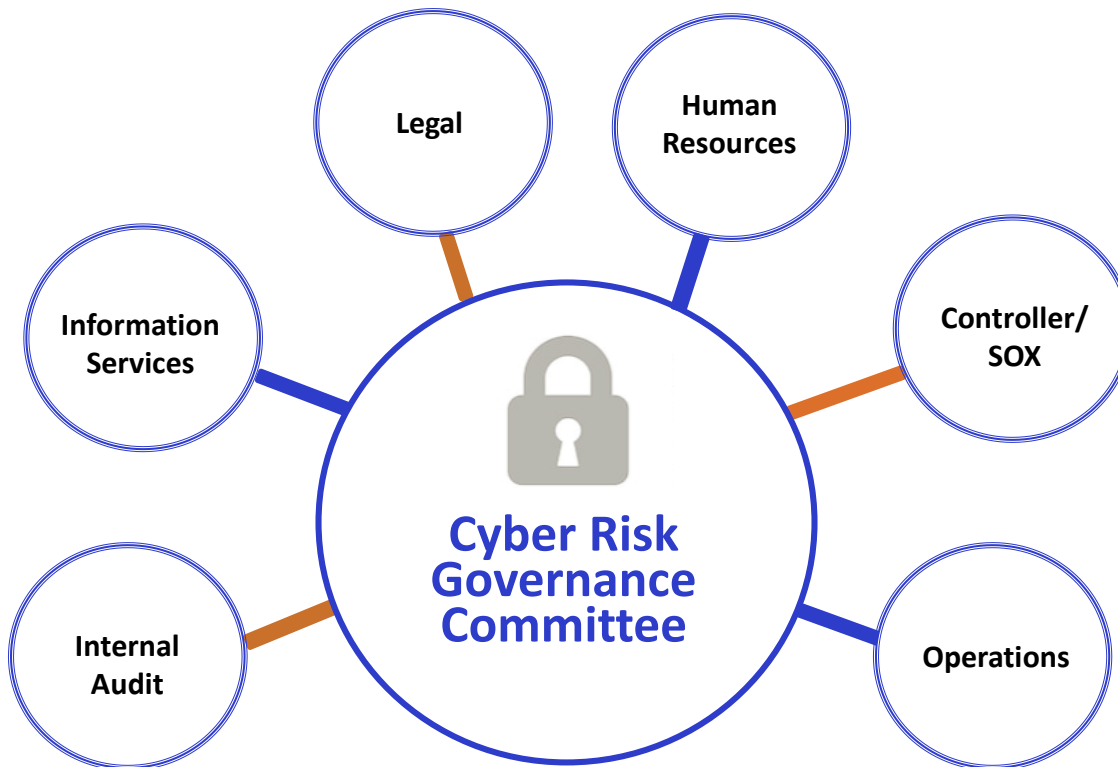 Legal
Human
Resources
Information
Services
Controller/
SOX
Cyber Risk
Governance
Committee
Internal
Audit
Operations